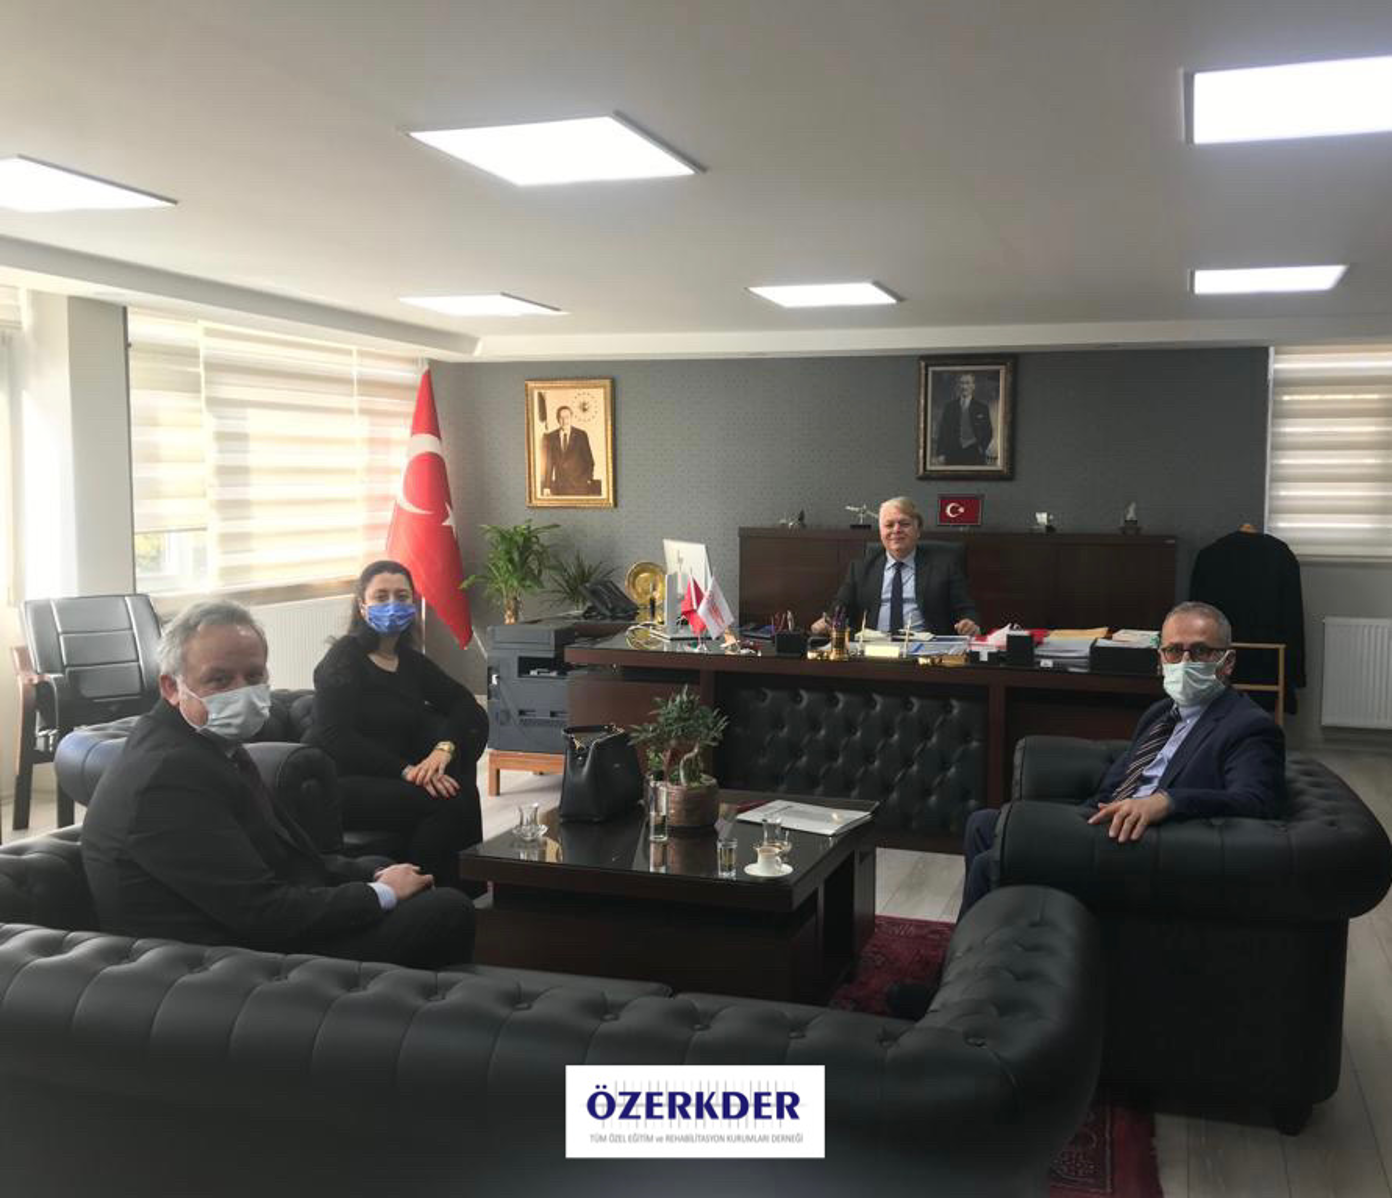 ÖZERKDER
TÜM ÖZEL EĞİTİM ve REHABİLİTASYON KURUMLARI DERNEĞİ